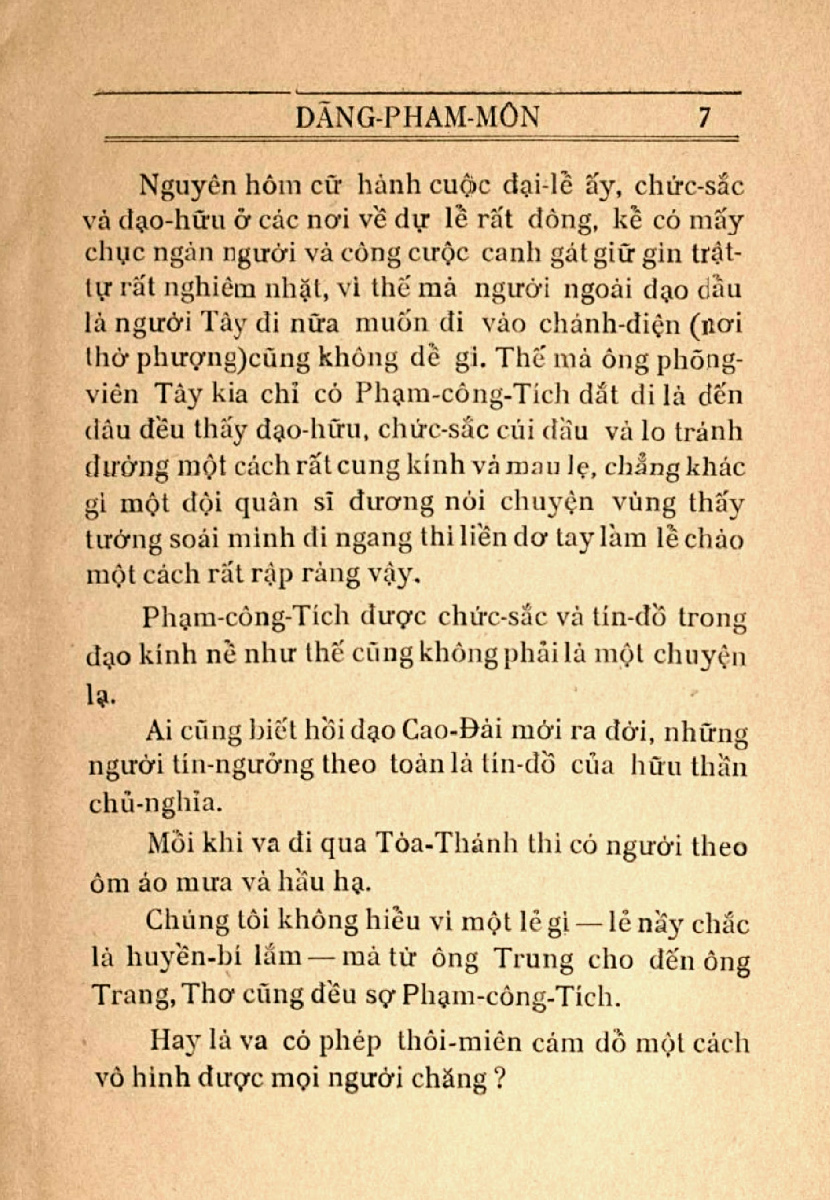 DĂNG-PHAM-MÔN 7
Nguyên hôm cữ hành cuộc đại-lễ ấy, chức-sắc
và đạo-hữu ở các nơi về dự lễ rất đông, kể có mấy
chục ngàn người và công cuộc canh gát giữ gìn trật-
tự rất nghiêm nhặt, vì thế mà người ngoài đạo dầu
là người Tây đi nữa muốn đi vào chánh-điện (nơi
thờ phượng)cũng không dễ gì. Thế mà ông phõng-
viên Tây kia chỉ có Phạm-công-Tích dắt đi là đến
đâu đều thấy đạo-hữu, chức-sắc cúi đầu và lo tránh
đường một cách rất cung kính và mau lẹ, chẳng khác
gì một đội quân sĩ đương nói chuyện vùng thấy
tướng soái mình đi ngang thì liền dơ tay làm lễ chào
một cách rất rập ràng vậy.
Phạm-công-Tích được chức-sắc và tín-đồ trong
đạo kính nề như thế cũng không phải là một chuyện
lạ.
Ai cũng biết hồi đạo Cao-Đài mới ra đời, những
người tín-ngưởng theo toàn là tín-đồ của hữu thần
chủ-nghỉa.
Mỗi khi va đi qua Tòa-Thánh thì có người theo
ôm áo mưa và hầu hạ.
Chúng tôi không hiểu vì một lẻ gì — lẻ nầy chắc
là huyền-bí lắm — mà từ ông Trung cho đến ông
Trang, Thơ cũng đều sợ Phạm-công-Tích.
Hay là va có phép thôi-miên cám dổ một cách
vô hình được mọi người chăng ?